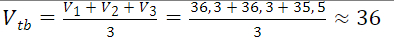 V_tb = (V_1 + V_2 + V_3)/3 = (36,3 + 36,3 + 35,5)/3 ≈ 36